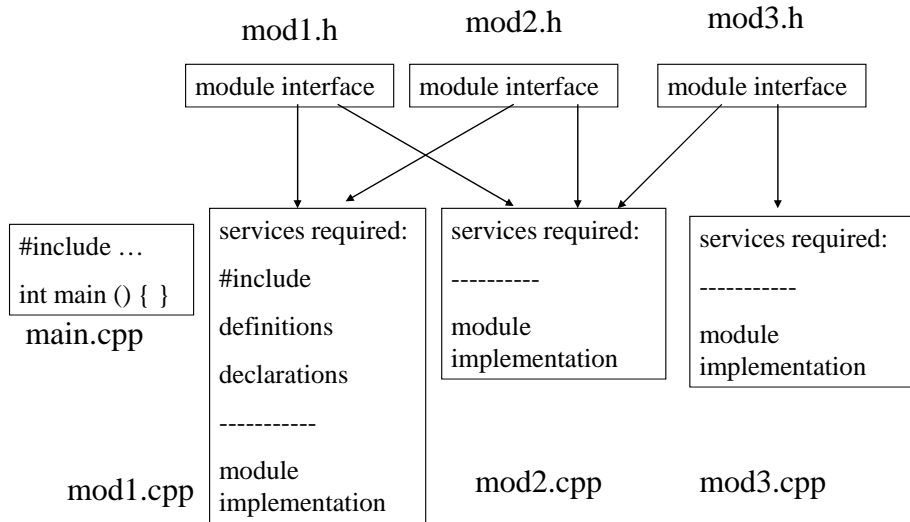 mod1.h
mod2.h
mod3.h
module interface
module interface
module interface
#include …
int main () { }
main.cpp
services required:
#include
definitions
declarations
-----------
module
implementation
mod1.cpp
services required:
----------
module
implementation
mod2.cpp
services required:
-----------
module
implementation
mod3.cpp